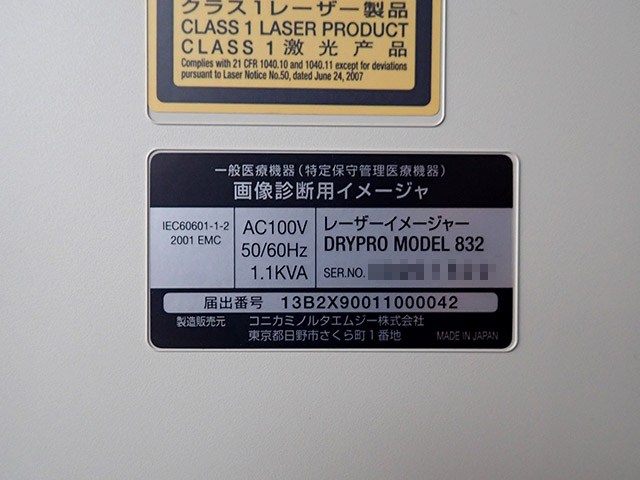 クラス1レーザー製品
CLASS 1 LASER PRODUCT
CLASS 1 激光产品
Complies with 21 CFR 1040.10 and 1040.11 except for deviations
pursuant to Laser Notice No.50, dated June 24, 2007
一般医療機器(特定保守管理医療機器)
画像診断用イメージャ
IEC60601-1-2
2001 EMC
AC100V
50/60Hz
1.1KVA
レーザーイメージャー
DRYPRO MODEL 832
SER.NO.
届出番号 13B2X90011000042
製造販売元 コニカミノルタエムジー株式会社
東京都日野市さくら町1番地
MADE IN JAPAN